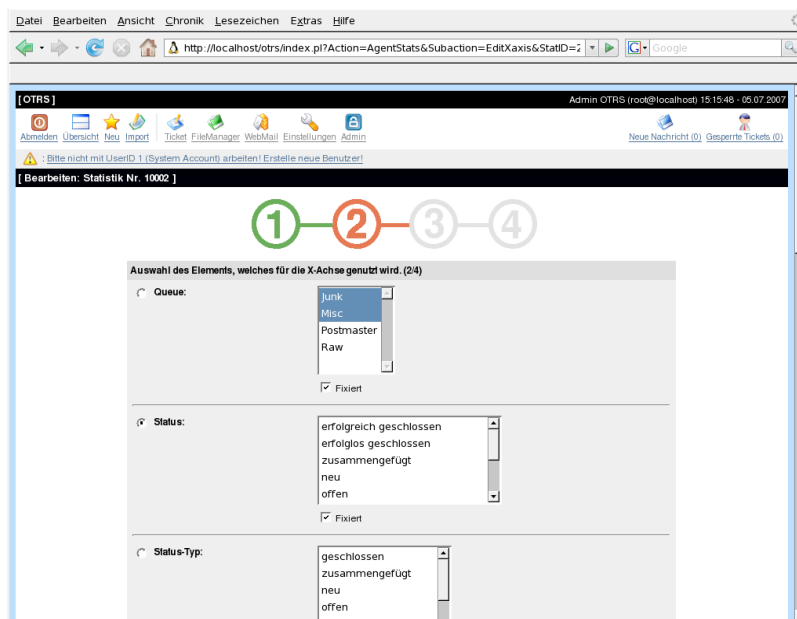 Datei Bearbeiten Ansicht Chronik Lesezeichen Extras Hilfe
http://localhost/otrs/index.pl?Action=AgentStats&Subaction=EditXaxis&StatID=2
G Google
[ OTRS ] Admin OTRS (root@localhost) 15:15:48 - 05.07.2007
Abmelden Übersicht Neu Import Ticket FileManager WebMail Einstellungen Admin Neue Nachricht (0) Gesperrte Tickets (0)
: Bitte nicht mit UserID 1 (System Account) arbeiten! Erstelle neue Benutzer!
[ Bearbeiten: Statistik Nr. 10002 ]
1 2 3 4
Auswahl des Elements, welches für die X-Achse genutzt wird. (2/4)
Queue:
Junk
Misc
Postmaster
Raw
Fixiert
Status:
erfolgreich geschlossen
erfolglos geschlossen
zusammengefügt
neu
offen
Fixiert
Status-Typ:
geschlossen
zusammengefügt
neu
offen